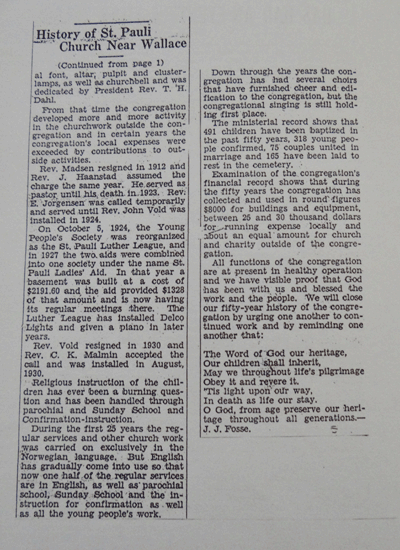 History of St. Pauli
Church Near Wallace
(Continued from page 1)
al font, altar, pulpit and cluster-
lamps, as well as churchbell and was
dedicated by President Rev. T. H.
Dahl.
From that time the congregation
developed more and more activity
in the churchwork outside the con-
gregation and in certain years the
congregation's local expenses were
exceeded by contributions to out-
side activities.
Rev. Madsen resigned in 1912 and
Rev. J. Haanstad assumed the
charge the same year. He served as
pastor until his death in 1923. Rev.
E. Jorgensen was called temporarily
and served until Rev. John Vold was
installed in 1924.
On October 5, 1924, the Young
People's Society was reorganized
as the St. Pauli Luther League, and
in 1927 the two aids were combined
into one society under the name St.
Pauli Ladies' Aid. In that year a
basement was built at a cost of
$2191.60 and the aid provided $1328
of that amount and is now having
its regular meetings there. The
Luther League has installed Delco
Lights and given a piano in later
years.
Rev. Vold resigned in 1930 and
Rev. C. K. Malmin accepted the
call and was installed in August,
1930.
Religious instruction of the chil-
dren has ever been a burning ques-
tion and has been handled through
parochial and Sunday School and
Confirmation-instruction.
During the first 25 years the reg-
ular services and other church work
was carried on exclusively in the
Norwegian language. But English
has gradually come into use so that
now one half of the regular services
are in English, as well as parochial
school, Sunday School and the in-
struction for confirmation as well
as all the young people's work.
Down through the years the con-
gregation has had several choirs
that have furnished cheer and edi-
fication to the congregation, but the
congregational singing is still hold-
ing first place.
The ministerial record shows that
491 children have been baptized in
the past fifty years, 318 young peo-
ple confirmed, 75 couples united in
marriage and 165 have been laid to
rest in the cemetery.
Examination of the congregation's
financial record shows that during
the fifty years the congregation has
collected and used in round figures
$8000 for buildings and equipment,
between 25 and 30 thousand dollars
for running expense locally and
about an equal amount for church
and charity outside of the congre-
gation.
All functions of the congregation
are at present in healthy operation
and we have visible proof that God
has been with us and blessed the
work and the people. We will close
our fifty-year history of the congre-
gation by urging one another to con-
tinued work and by reminding one
another that:
The Word of God our heritage,
Our children shall inherit,
May we throughout life's pilgrimage
Obey it and revere it.
'Tis light upon our way,
In death as life our stay.
O God, from age preserve our heri-
tage throughout all generations.—
J. J. Fosse.